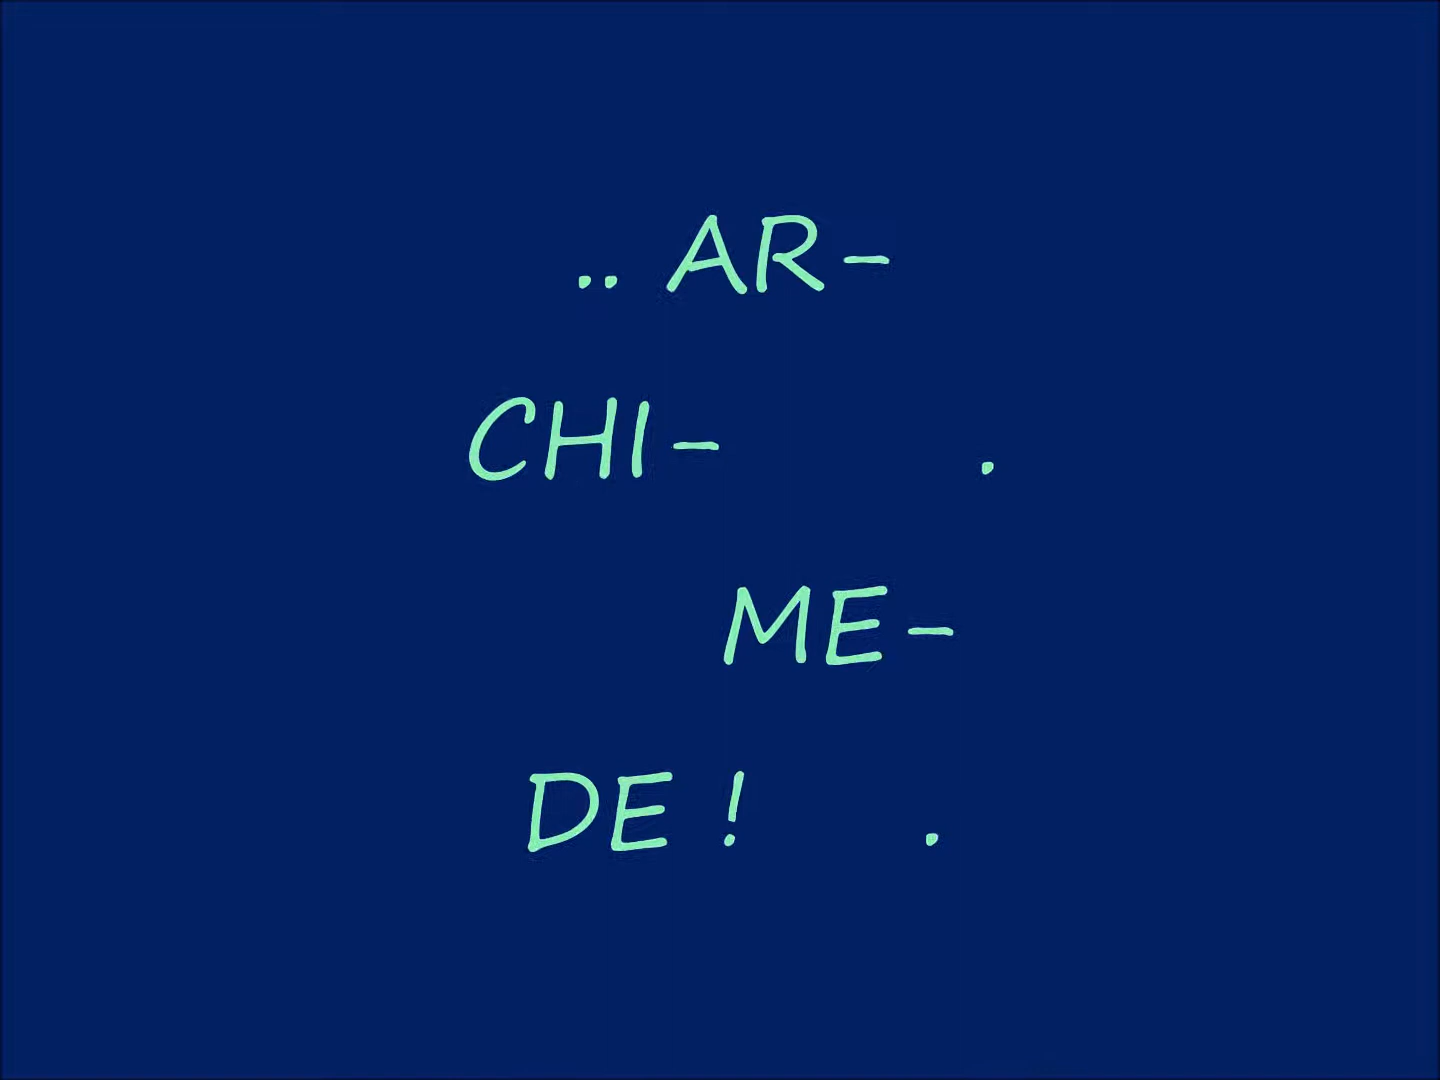 .. AR-
CHI- .
ME-
DE ! .